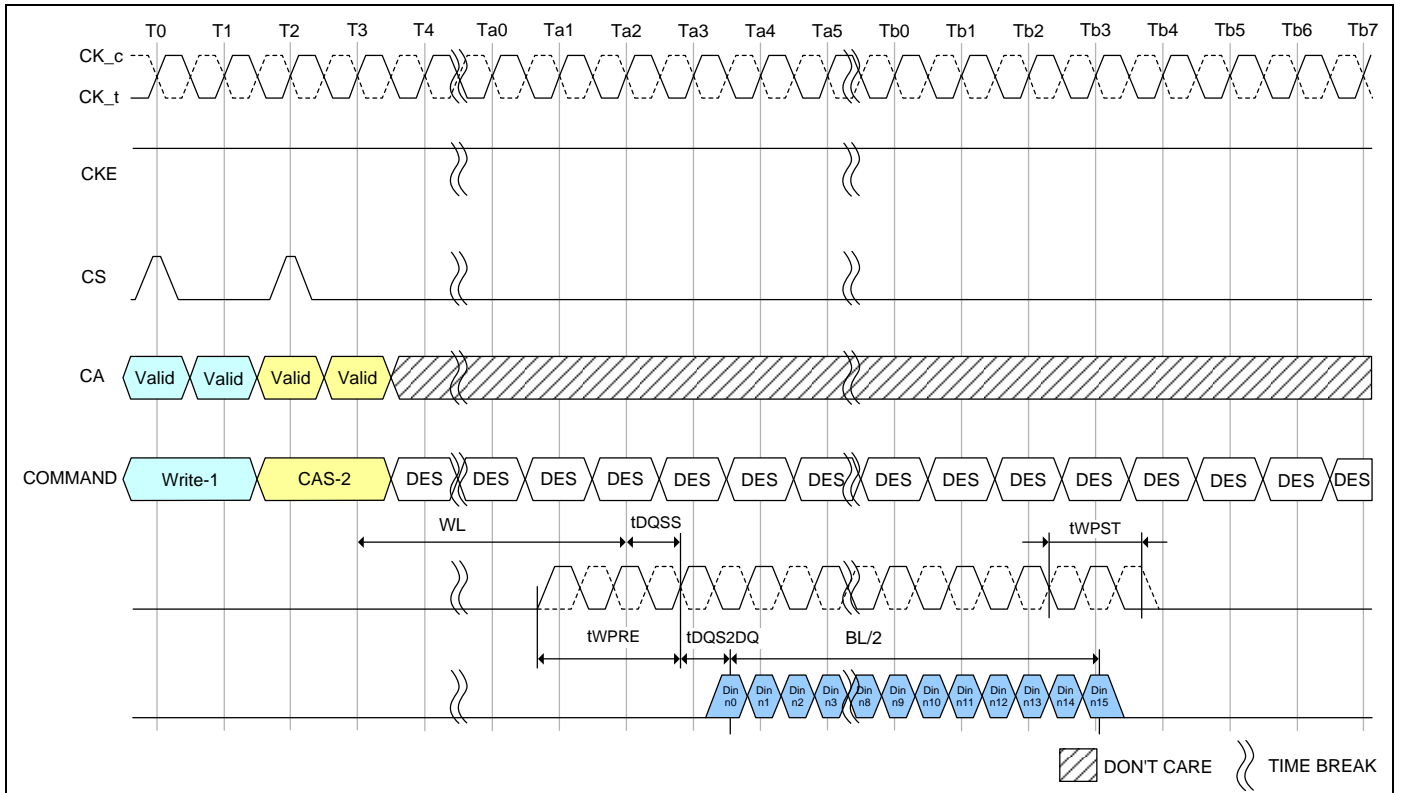 T0 T1 T2 T3 T4 Ta0 Ta1 Ta2 Ta3 Ta4 Ta5 Tb0 Tb1 Tb2 Tb3 Tb4 Tb5 Tb6 Tb7
CK_c
CK_t
CKE
CS
CA Valid Valid Valid Valid
COMMAND Write-1 CAS-2 DES DES DES DES DES DES DES DES DES DES DES DES DES DES DES
WL tDQSS tWPST
tWPRE tDQS2DQ BL/2
Din Din Din Din Din Din Din Din Din Din Din Din
n0 n1 n2 n3 n8 n9 n10 n11 n12 n13 n14 n15
DON'T CARE TIME BREAK